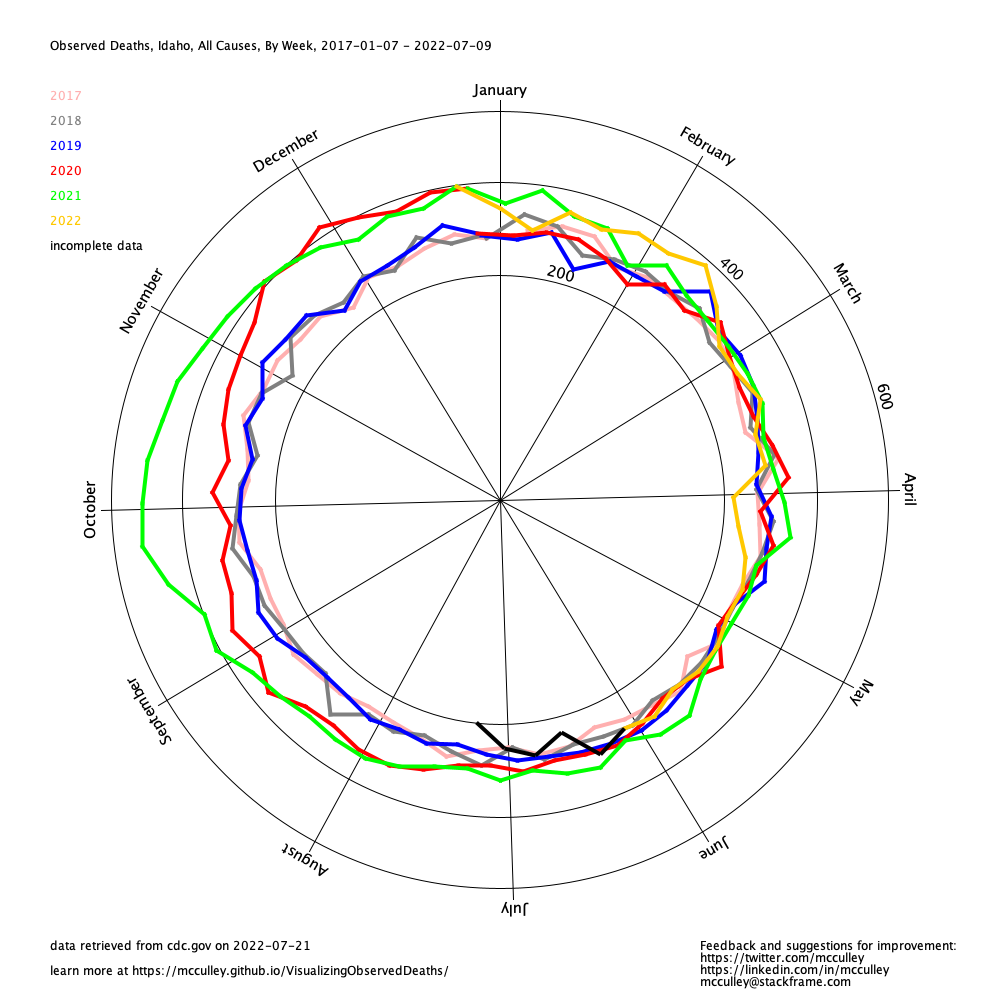 Observed Deaths, Idaho, All Causes, By Week, 2017-01-07 - 2022-07-09
January
2017
2018
2019
2020
2021
2022
incomplete data
December
February
November
March
200
400
600
October
April
September
May
August
June
July
data retrieved from cdc.gov on 2022-07-21
learn more at https://mcculley.github.io/VisualizingObservedDeaths/
Feedback and suggestions for improvement:
https://twitter.com/mcculley
https://linkedin.com/in/mcculley
mcculley@stackframe.com